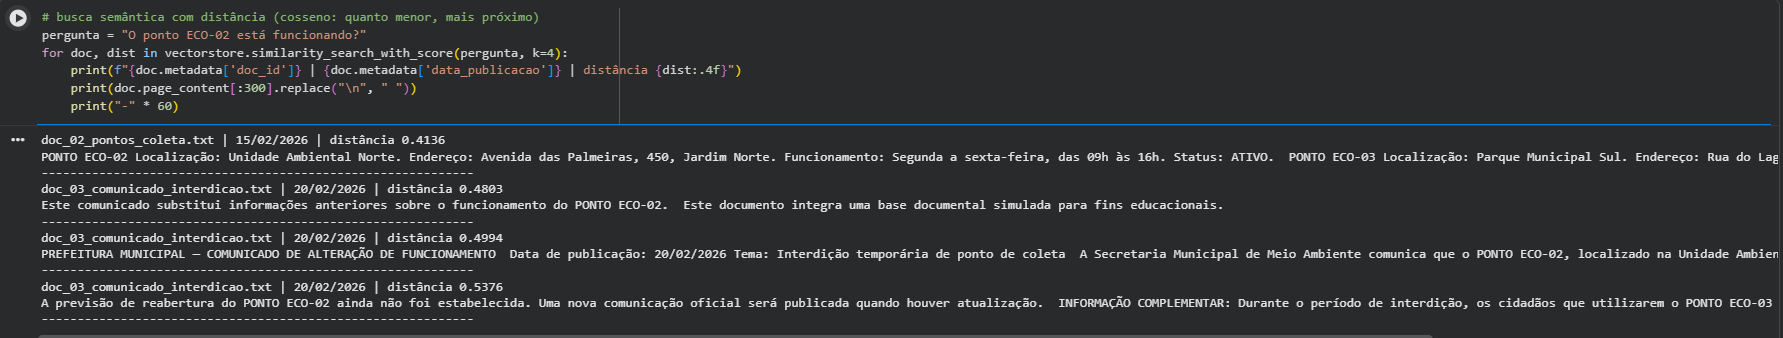 # busca semântica com distância (cosseno: quanto menor, mais próximo)
pergunta = "O ponto ECO-02 está funcionando?"
for doc, dist in vectorstore.similarity_search_with_score(pergunta, k=4):
    print(f"{doc.metadata['doc_id']} | {doc.metadata['data_publicacao']} | distância {dist:.4f}")
    print(doc.page_content[:300].replace("\n", " "))
    print("-" * 60)
doc_02_pontos_coleta.txt | 15/02/2026 | distância 0.4136
PONTO ECO-02 Localização: Unidade Ambiental Norte. Endereço: Avenida das Palmeiras, 450, Jardim Norte. Funcionamento: Segunda a sexta-feira, das 09h às 16h. Status: ATIVO.  PONTO ECO-03 Localização: Parque Municipal Sul. Endereço: Rua do Lag
------------------------------------------------------------
doc_03_comunicado_interdicao.txt | 20/02/2026 | distância 0.4803
Este comunicado substitui informações anteriores sobre o funcionamento do PONTO ECO-02.  Este documento integra uma base documental simulada para fins educacionais.
------------------------------------------------------------
doc_03_comunicado_interdicao.txt | 20/02/2026 | distância 0.4994
PREFEITURA MUNICIPAL — COMUNICADO DE ALTERAÇÃO DE FUNCIONAMENTO  Data de publicação: 20/02/2026 Tema: Interdição temporária de ponto de coleta  A Secretaria Municipal de Meio Ambiente comunica que o PONTO ECO-02, localizado na Unidade Ambien
------------------------------------------------------------
doc_03_comunicado_interdicao.txt | 20/02/2026 | distância 0.5376
A previsão de reabertura do PONTO ECO-02 ainda não foi estabelecida. Uma nova comunicação oficial será publicada quando houver atualização.  INFORMAÇÃO COMPLEMENTAR: Durante o período de interdição, os cidadãos que utilizarem o PONTO ECO-03
------------------------------------------------------------